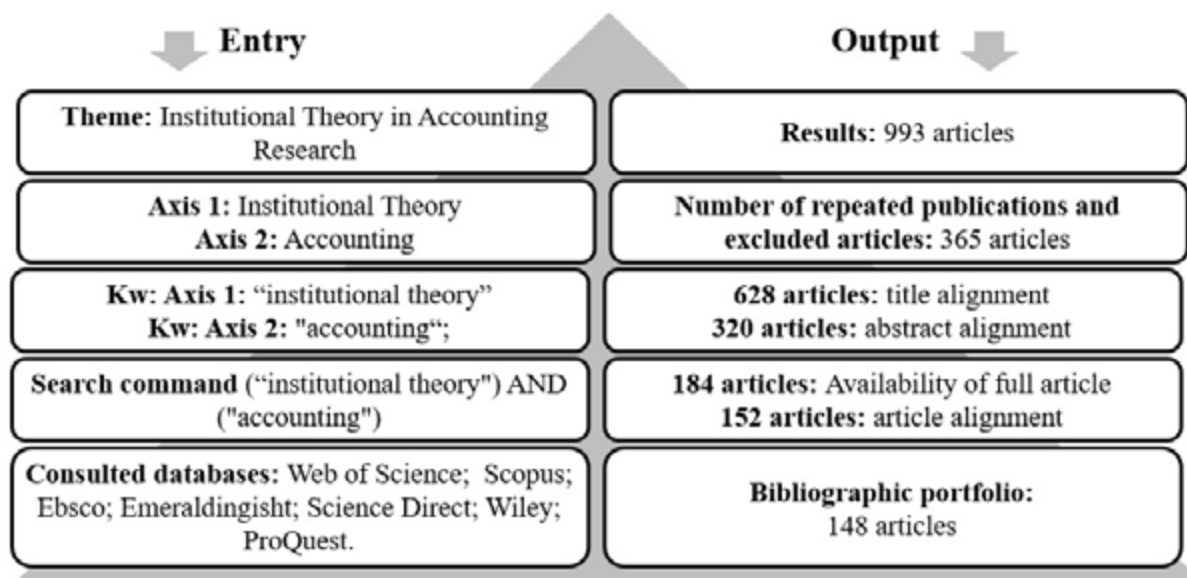 Entry
Output
Theme: Institutional Theory in Accounting
Research
Results: 993 articles
Axis 1: Institutional Theory
Axis 2: Accounting
Number of repeated publications and
excluded articles: 365 articles
Kw: Axis 1: “institutional theory”
Kw: Axis 2: "accounting“;
628 articles: title alignment
320 articles: abstract alignment
Search command (“institutional theory") AND
("accounting")
184 articles: Availability of full article
152 articles: article alignment
Consulted databases: Web of Science; Scopus;
Ebsco; Emeraldingisht; Science Direct; Wiley;
ProQuest.
Bibliographic portfolio:
148 articles